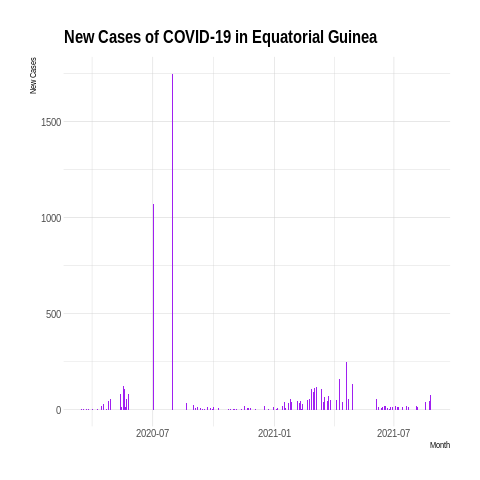 New Cases of COVID-19 in Equatorial Guinea
New Cases
1500
1000
500
0
2020-07
2021-01
2021-07
Month